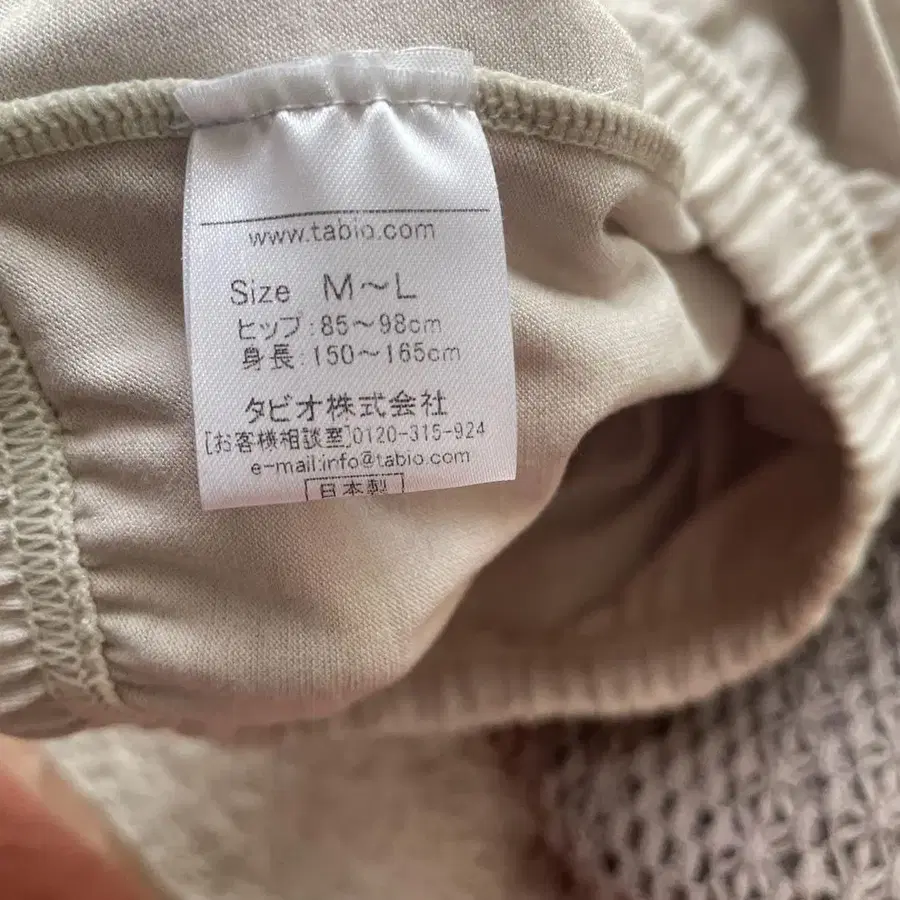 www.tabio.com
Size M～L
ヒップ:85～98cm
身長:150～165cm
タビオ株式会社
[お客様相談室]0120-315-924
e-mail:info@tabio.com
日本製